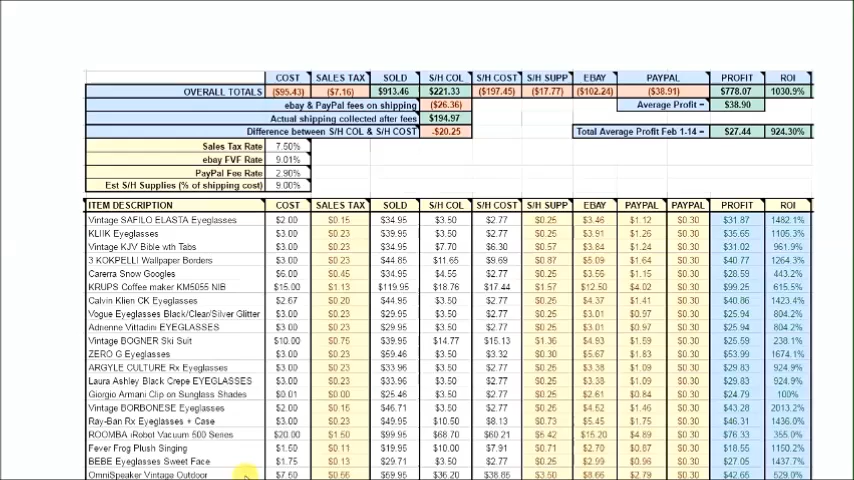 COST SALES TAX SOLD S/H COL S/H COST S/H SUPP EBAY PAYPAL PROFIT ROI
OVERALL TOTALS ($95.43) ($7.16) $913.46 $221.33 ($197.45) ($17.77) ($102.24) ($38.91) $778.07 1030.9%
ebay & PayPal fees on shipping ($26.36) Average Profit = $38.90
Actual shipping collected after fees $194.97
Difference between S/H COL & S/H COST -$20.25 Total Average Profit Feb 1-14 = $27.44 924.30%
Sales Tax Rate 7.50%
ebay FVF Rate 9.01%
PayPal Fee Rate 2.90%
Est S/H Supplies (% of shipping cost) 9.00%
ITEM DESCRIPTION COST SALES TAX SOLD S/H COL S/H COST S/H SUPP EBAY PAYPAL PAYPAL PROFIT ROI
Vintage SAFILO ELASTA Eyeglasses $2.00 $0.15 $34.95 $3.50 $2.77 $0.25 $3.46 $1.12 $0.30 $31.87 1482.1%
KLIIK Eyeglasses $3.00 $0.23 $39.95 $3.50 $2.77 $0.25 $3.91 $1.26 $0.30 $35.65 1105.3%
Vintage KJV Bible wth Tabs $3.00 $0.23 $34.95 $7.70 $6.30 $0.57 $3.84 $1.24 $0.30 $31.02 961.9%
3 KOKPELLI Wallpaper Borders $3.00 $0.23 $44.85 $11.65 $9.69 $0.87 $5.09 $1.64 $0.30 $40.77 1264.3%
Carerra Snow Googles $6.00 $0.45 $34.95 $4.55 $2.77 $0.25 $3.56 $1.15 $0.30 $28.59 443.2%
KRUPS Coffee maker KM5055 NIB $15.00 $1.13 $119.95 $18.76 $17.44 $1.57 $12.50 $4.02 $0.30 $99.25 615.5%
Calvin Klien CK Eyeglasses $2.67 $0.20 $44.95 $3.50 $2.77 $0.25 $4.37 $1.41 $0.30 $40.86 1423.4%
Vogue Eyeglasses Black/Clear/Silver Glitter $3.00 $0.23 $29.95 $3.50 $2.77 $0.25 $3.01 $0.97 $0.30 $25.94 804.2%
Adrienne Vittadini EYEGLASSES $3.00 $0.23 $29.95 $3.50 $2.77 $0.25 $3.01 $0.97 $0.30 $25.94 804.2%
Vintage BOGNER Ski Suit $10.00 $0.75 $39.95 $14.77 $15.13 $1.36 $4.93 $1.59 $0.30 $25.59 238.1%
ZERO G Eyeglasses $3.00 $0.23 $59.46 $3.50 $3.32 $0.30 $5.67 $1.83 $0.30 $53.99 1674.1%
ARGYLE CULTURE Rx Eyeglasses $3.00 $0.23 $33.96 $3.50 $2.77 $0.25 $3.38 $1.09 $0.30 $29.83 924.9%
Laura Ashley Black Crepe EYEGLASSES $3.00 $0.23 $33.96 $3.50 $2.77 $0.25 $3.38 $1.09 $0.30 $29.83 924.9%
Giorgio Armani Clip on Sunglass Shades $0.01 $0.00 $25.46 $3.50 $2.77 $0.25 $2.61 $0.84 $0.30 $24.79 100%
Vintage BORBONESE Eyeglasses $2.00 $0.15 $46.71 $3.50 $2.77 $0.25 $4.52 $1.46 $0.30 $43.28 2013.2%
Ray-Ban Rx Eyeglasses + Case $3.00 $0.23 $49.95 $10.50 $8.13 $0.73 $5.45 $1.75 $0.30 $46.31 1436.0%
ROOMBA iRobot Vacuum 500 Series $20.00 $1.50 $99.95 $68.70 $60.21 $5.42 $15.20 $4.89 $0.30 $76.33 355.0%
Fever Frog Plush Singing $1.50 $0.11 $19.95 $10.00 $7.91 $0.71 $2.70 $0.87 $0.30 $18.55 1150.2%
BEBE Eyeglasses Sweet Face $1.75 $0.13 $29.71 $3.50 $2.77 $0.25 $2.99 $0.96 $0.30 $27.05 1437.7%
OmniSpeaker Vintage Outdoor $7.50 $0.56 $59.95 $36.20 $38.85 $3.50 $8.66 $2.79 $0.30 $42.65 529.0%